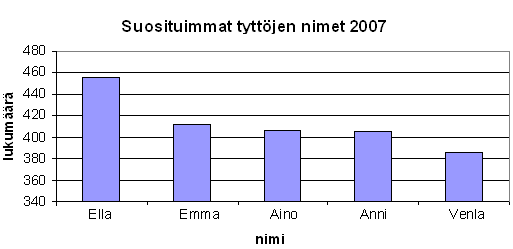 Suosituimmat tyttöjen nimet 2007
lukumäärä
480
460
440
420
400
380
360
340
Ella Emma Aino Anni Venla
nimi